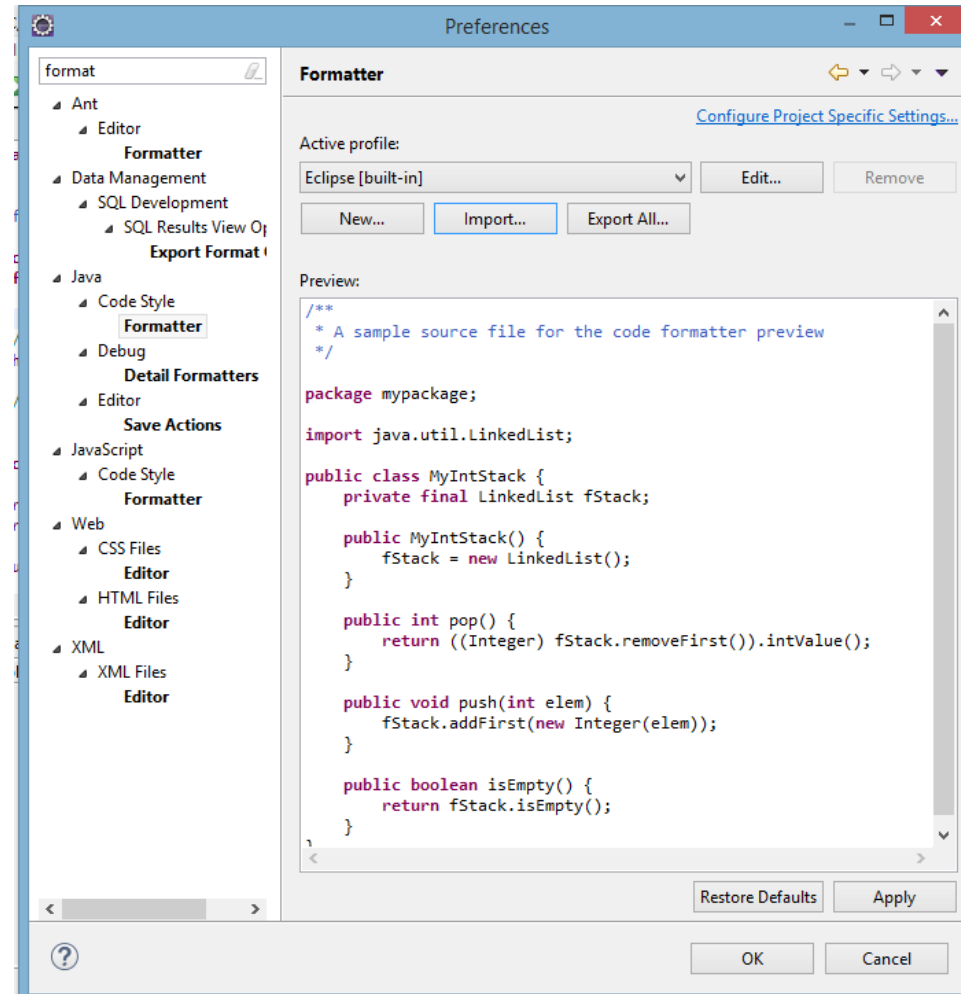 Preferences
format
Formatter
Ant
Editor
Formatter
Data Management
SQL Development
SQL Results View Op
Export Format
Java
Code Style
Formatter
Debug
Detail Formatters
Editor
Save Actions
JavaScript
Code Style
Formatter
Web
CSS Files
Editor
HTML Files
Editor
XML
XML Files
Editor
Configure Project Specific Settings...
Active profile:
Eclipse [built-in]
Edit...
Remove
New...
Import...
Export All...
Preview:
/**
 * A sample source file for the code formatter preview
 */
package mypackage;
import java.util.LinkedList;
public class MyIntStack {
    private final LinkedList fStack;
    public MyIntStack() {
        fStack = new LinkedList();
    }
    public int pop() {
        return ((Integer) fStack.removeFirst()).intValue();
    }
    public void push(int elem) {
        fStack.addFirst(new Integer(elem));
    }
    public boolean isEmpty() {
        return fStack.isEmpty();
    }
}
Restore Defaults
Apply
?
OK
Cancel